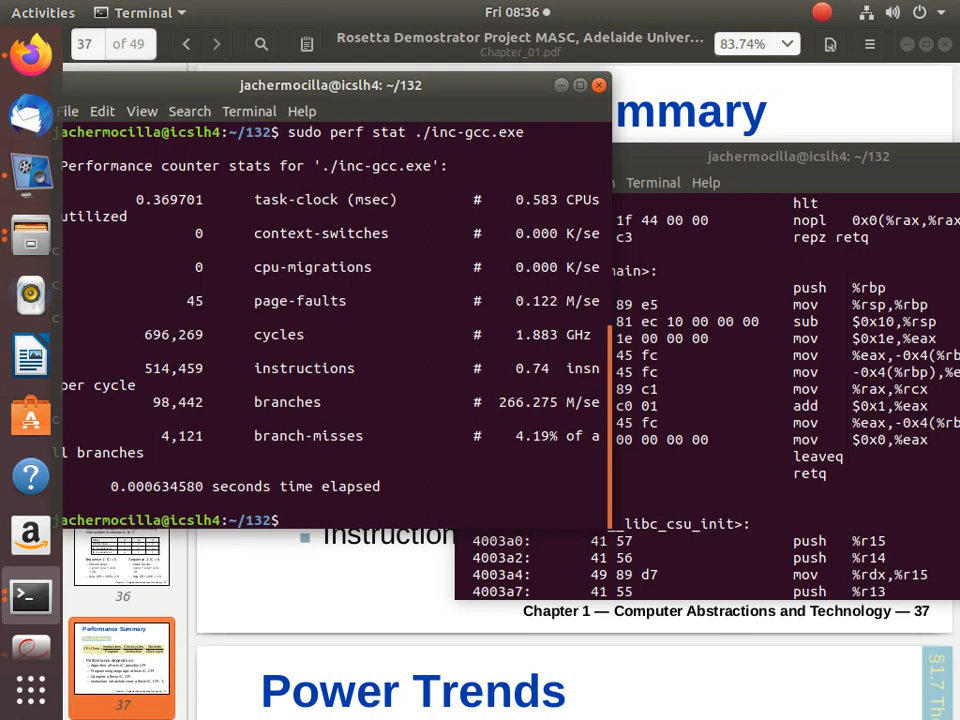 Activities Terminal Fri 08:36
37 of 49 Rosetta Demostrator Project MASC, Adelaide Univer... 83.74%
Chapter_01.pdf
jachermocilla@icslh4: ~/132
File Edit View Search Terminal Help
jachermocilla@icslh4:~/132$ sudo perf stat ./inc-gcc.exe
Performance counter stats for './inc-gcc.exe':
0.369701 task-clock (msec) # 0.583 CPUs
utilized
0 context-switches # 0.000 K/se
0 cpu-migrations # 0.000 K/se
45 page-faults # 0.122 M/se
696,269 cycles # 1.883 GHz
514,459 instructions # 0.74 insn
per cycle
98,442 branches # 266.275 M/se
4,121 branch-misses # 4.19% of a
ll branches
0.000634580 seconds time elapsed
jachermocilla@icslh4:~/132$
mmary
jachermocilla@icslh4: ~/132
Terminal Help
hlt
1f 44 00 00 nopl 0x0(%rax,%rax
c3 repz retq
main>:
push %rbp
89 e5 mov %rsp,%rbp
81 ec 10 00 00 00 sub $0x10,%rsp
1e 00 00 00 mov $0x1e,%eax
45 fc mov %eax,-0x4(%rb
45 fc mov -0x4(%rbp),%e
89 c1 mov %rax,%rcx
c0 01 add $0x1,%eax
45 fc mov %eax,-0x4(%rb
00 00 00 00 mov $0x0,%eax
leaveq
retq
__libc_csu_init>:
4003a0: 41 57 push %r15
4003a2: 41 56 push %r14
4003a4: 49 89 d7 mov %rdx,%r15
4003a7: 41 55 push %r13
Instruction
Chapter 1 — Computer Abstractions and Technology — 37
36
Performance Summary
Performance depends on
37
Power Trends
§1.7 Th